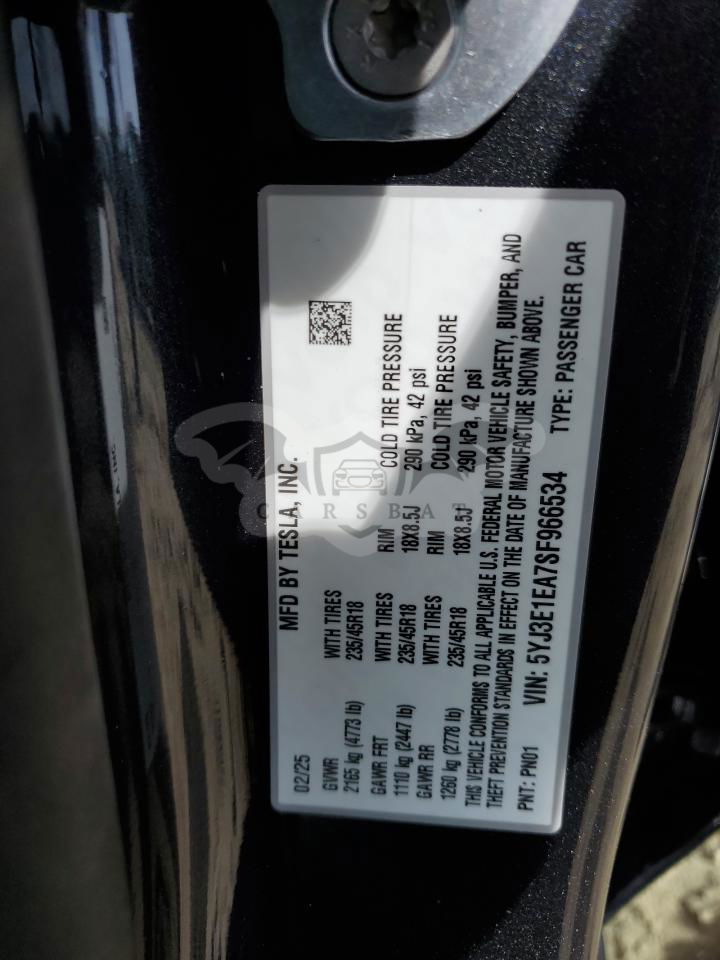 MFD BY TESLA, INC.
02/25
GVWR WITH TIRES RIM COLD TIRE PRESSURE
2165 kg (4773 lb) 235/45R18 18X8.5J 290 kPa, 42 psi
GAWR FRT WITH TIRES RIM COLD TIRE PRESSURE
1110 kg (2447 lb) 235/45R18 18X8.5J 290 kPa, 42 psi
GAWR RR WITH TIRES
1260 kg (2778 lb) 235/45R18
THIS VEHICLE CONFORMS TO ALL APPLICABLE U.S. FEDERAL MOTOR VEHICLE SAFETY, BUMPER, AND
THEFT PREVENTION STANDARDS IN EFFECT ON THE DATE OF MANUFACTURE SHOWN ABOVE.
PNT: PN01 VIN: 5YJ3E1EA7SF966534 TYPE: PASSENGER CAR
CARSBAT